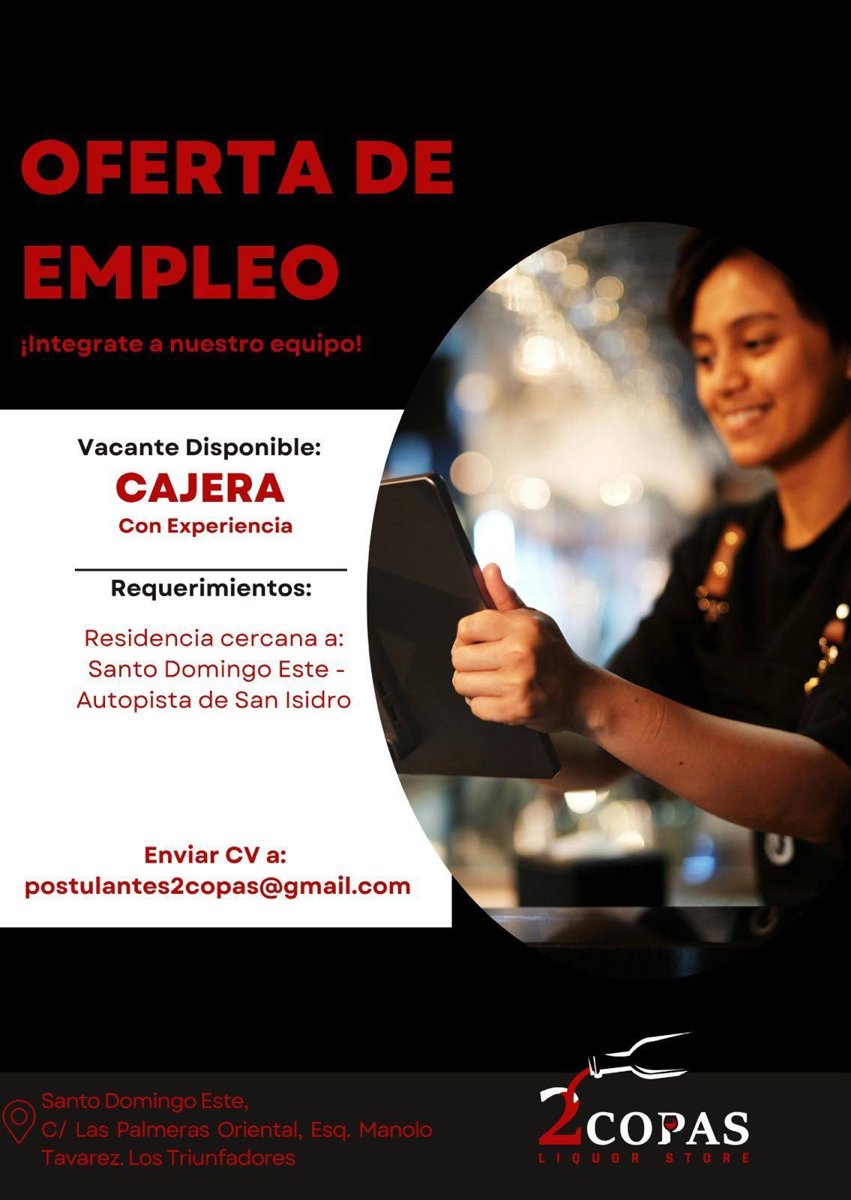 OFERTA DE
EMPLEO
¡Integrate a nuestro equipo!
Vacante Disponible:
CAJERA
Con Experiencia
Requerimientos:
Residencia cercana a:
Santo Domingo Este -
Autopista de San Isidro
Enviar CV a:
postulantes2copas@gmail.com
Santo Domingo Este,
C/ Las Palmeras Oriental, Esq. Manolo
Tavarez. Los Triunfadores
2COPAS
LIQUOR STORE